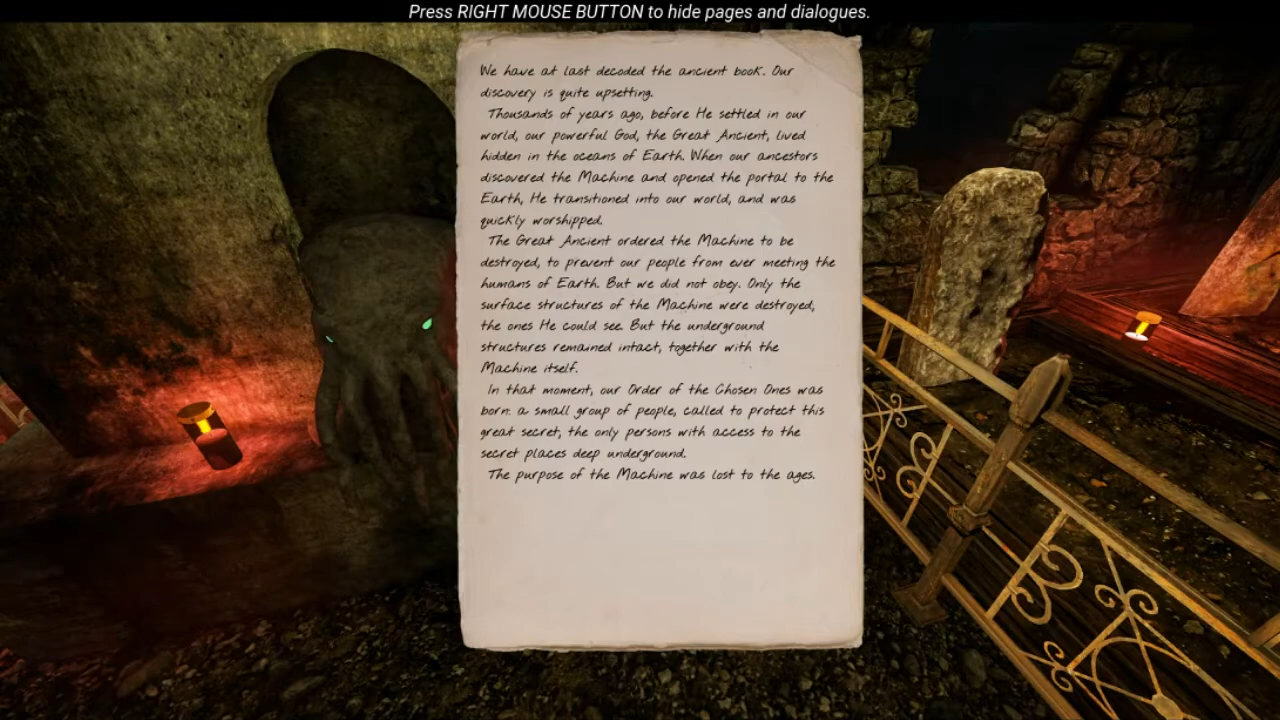 Press RIGHT MOUSE BUTTON to hide pages and dialogues.
We have at last decoded the ancient book. Our
discovery is quite upsetting.
Thousands of years ago, before He settled in our
world, our powerful God, the Great Ancient, lived
hidden in the oceans of Earth. When our ancestors
discovered the Machine and opened the portal to the
Earth, He transitioned into our world, and was
quickly worshipped.
The Great Ancient ordered the Machine to be
destroyed, to prevent our people from ever meeting the
humans of Earth. But we did not obey. Only the
surface structures of the Machine were destroyed,
the ones He could see. But the underground
structures remained intact, together with the
Machine itself.
In that moment, our Order of the Chosen Ones was
born: a small group of people, called to protect this
great secret, the only persons with access to the
secret places deep underground.
The purpose of the Machine was lost to the ages.